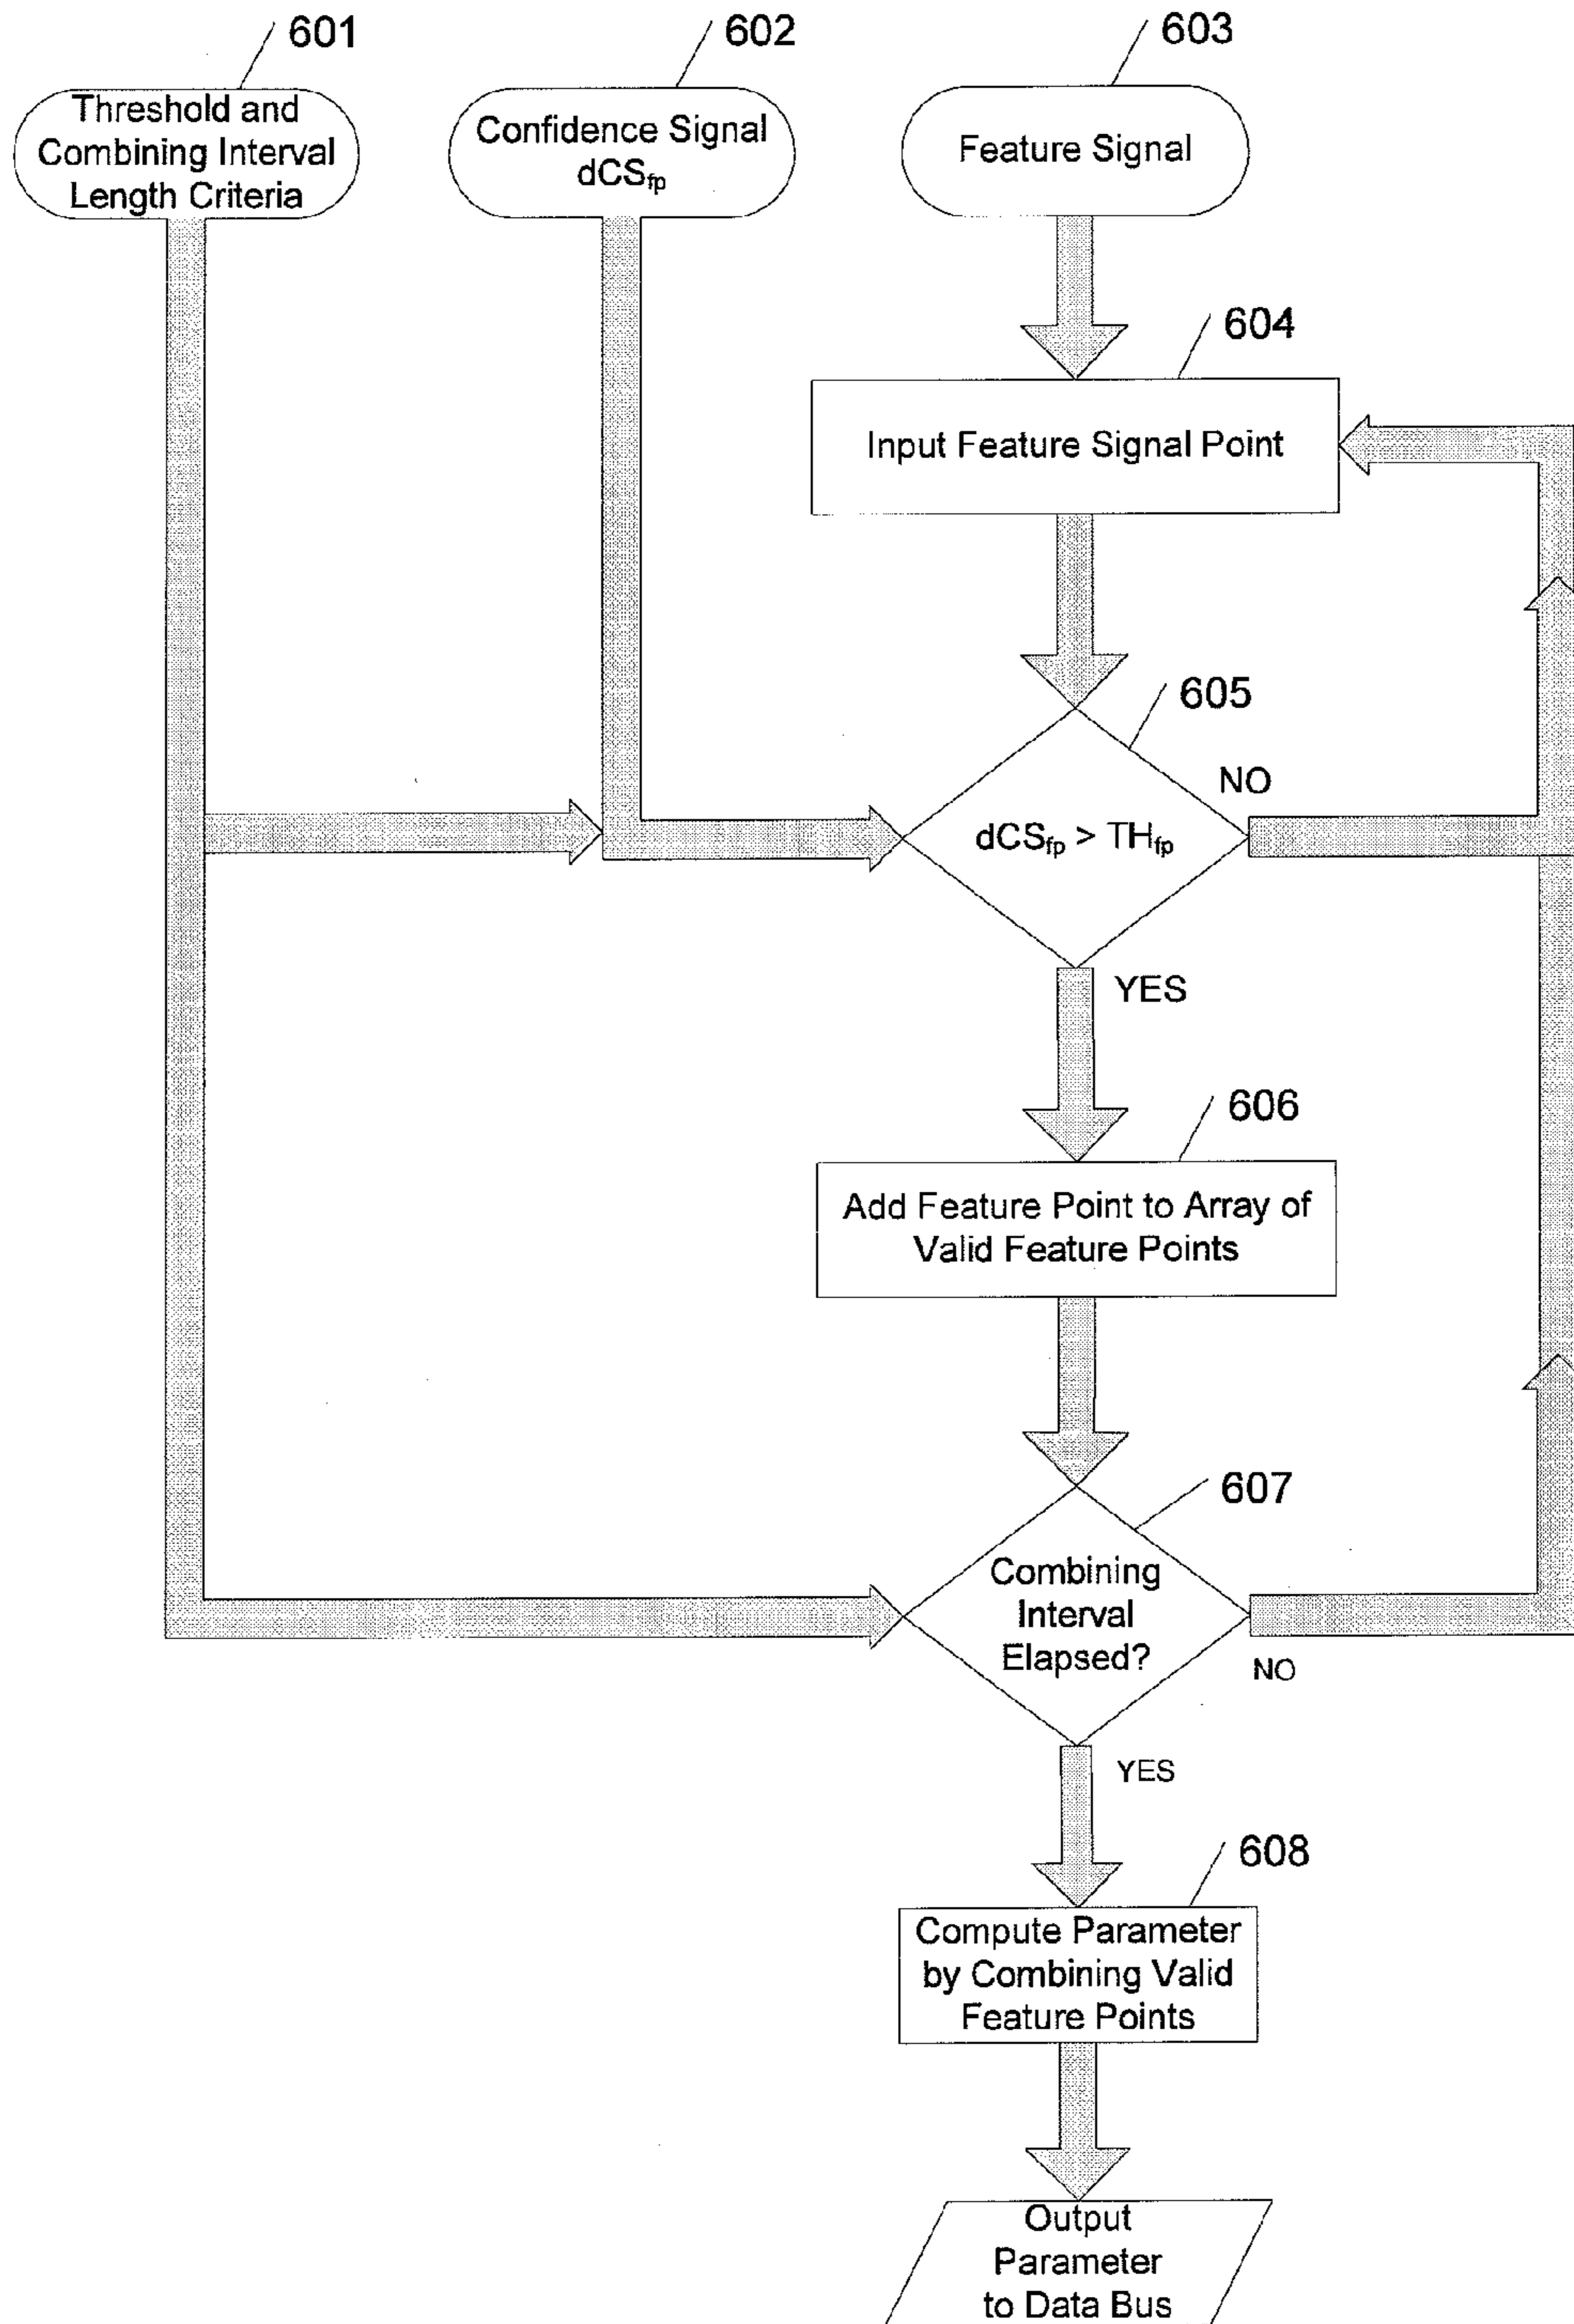 601
602
603
Threshold and
Combining Interval
Length Criteria
Confidence Signal
dCSfp
Feature Signal
604
Input Feature Signal Point
605
NO
dCSfp > THfp
YES
606
Add Feature Point to Array of
Valid Feature Points
607
Combining
Interval
Elapsed?
NO
YES
608
Compute Parameter
by Combining Valid
Feature Points
Output
Parameter
to Data Bus